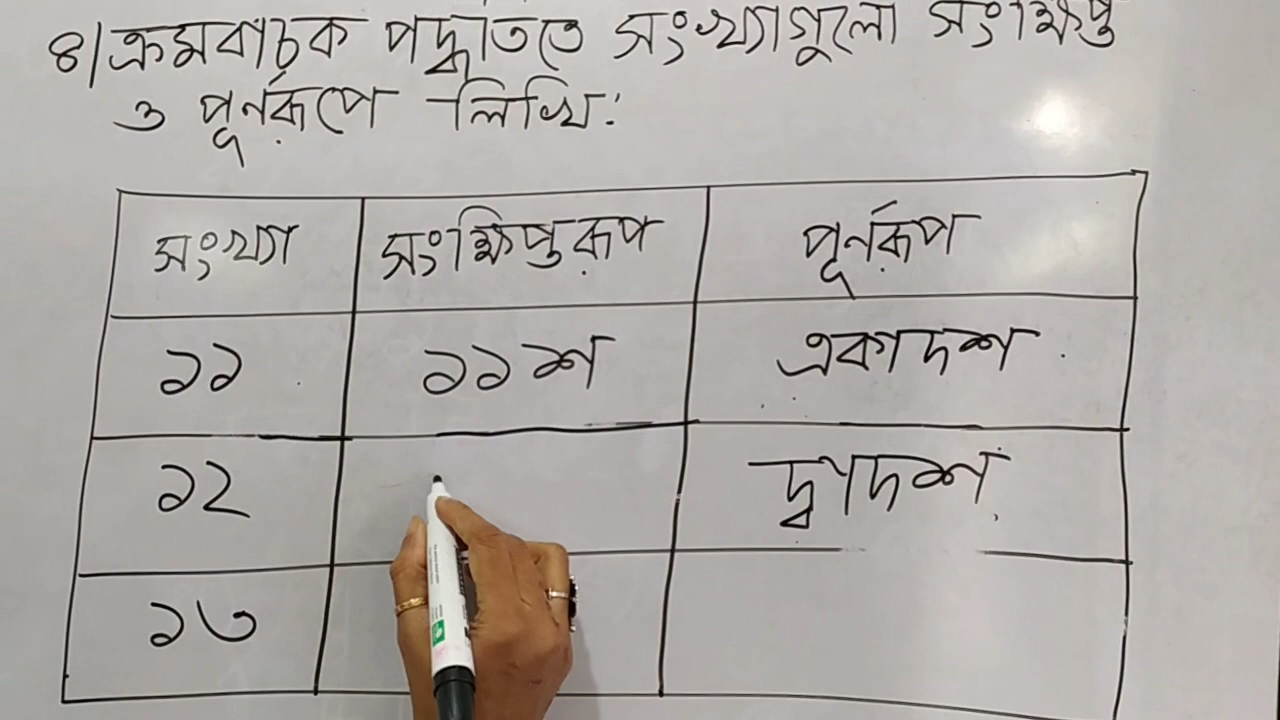 ৪| ক্রমবাচক পদ্ধতিতে সংখ্যাগুলো সংক্ষিপ্ত
ও পূর্ণরূপে লিখি:
সংখ্যা সংক্ষিপ্তরূপ পূর্ণরূপ
১১ ১১শ একাদশ
১২ দ্বাদশ
১৩